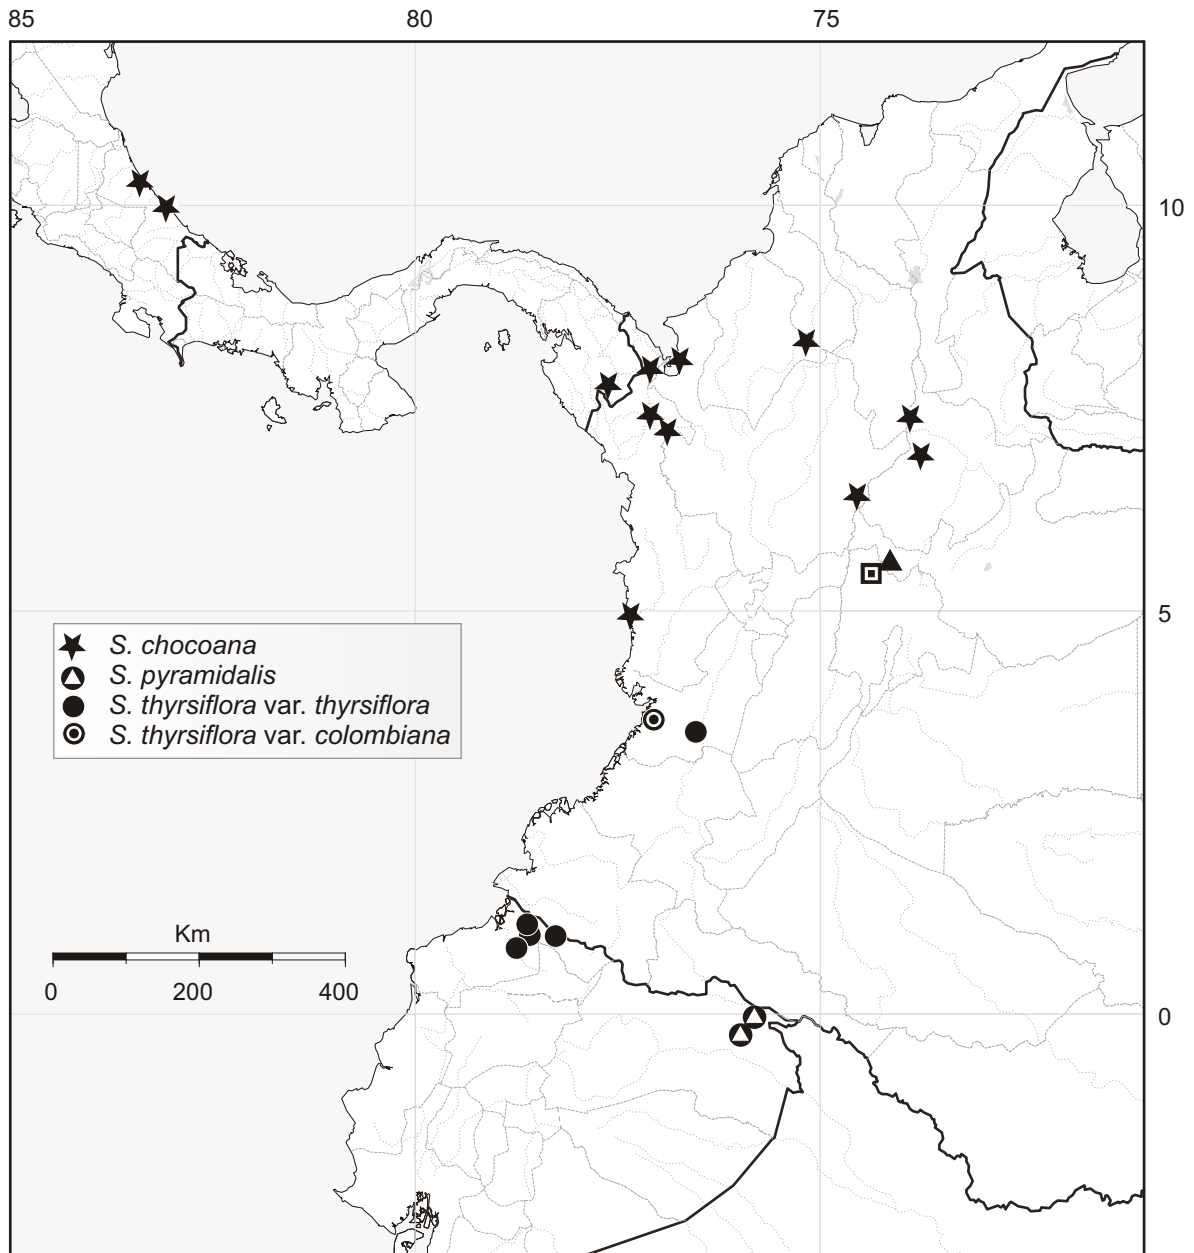 85 80 75
10
5
S. chocoana
S. pyramidalis
S. thyrsiflora var. thyrsiflora
S. thyrsiflora var. colombiana
Km
0 200 400
0